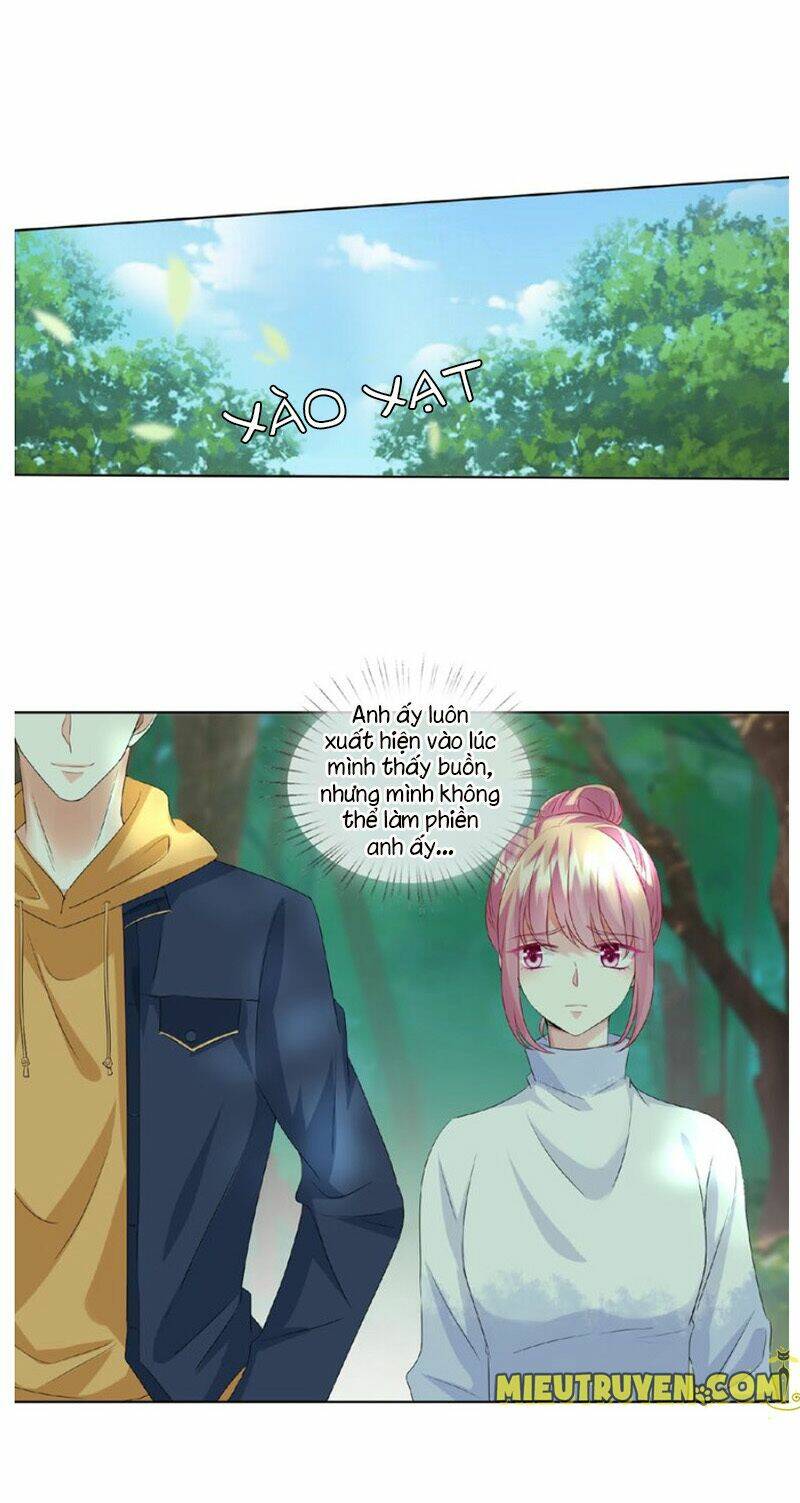 XÀO XẠT
Anh ấy luôn
xuất hiện vào lúc
mình thấy buồn,
nhưng mình không
thể làm phiền
anh ấy...
MIEUTRUYEN.COM